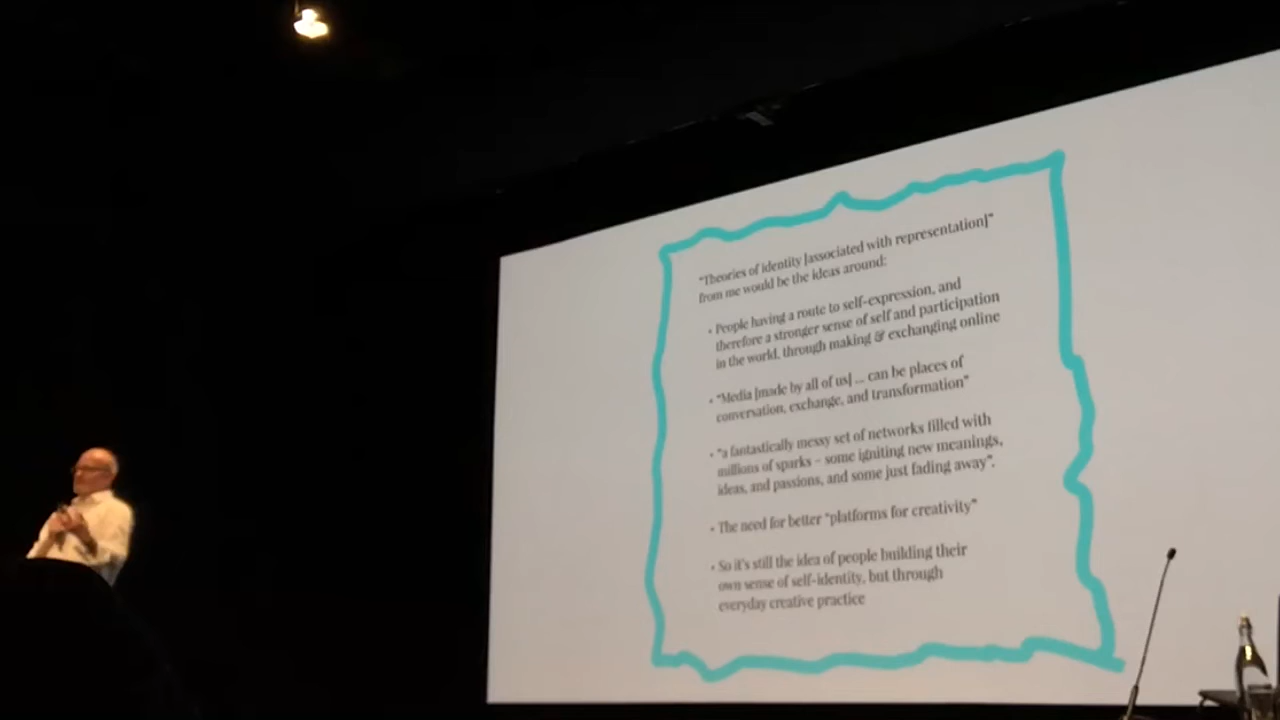 "Theories of identity [associated with representation]"
from me would be the ideas around:
• People having a route to self-expression, and
therefore a stronger sense of self and participation
in the world, through making & exchanging online
• "Media [made by all of us] ... can be places of
conversation, exchange, and transformation"
• "a fantastically messy set of networks filled with
millions of sparks – some igniting new meanings,
ideas, and passions, and some just fading away".
• The need for better "platforms for creativity"
• So it's still the idea of people building their
own sense of self-identity, but through
everyday creative practice